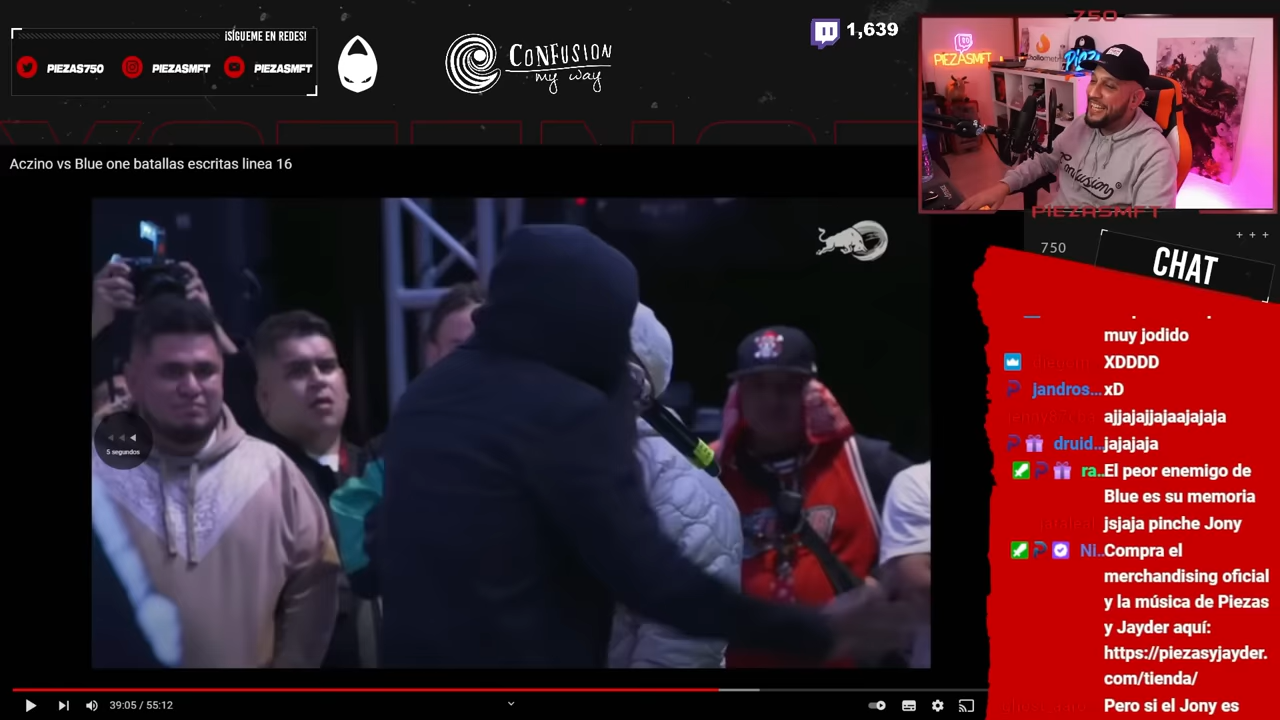 ¡SÍGUEME EN REDES!
PIEZAS750
PIEZASMFT
PIEZASMFT
CONFUSION
my way
1,639
750
PIEZASMFT
Confusion
PIEZASMFT
Aczino vs Blue one batallas escritas linea 16
750
+ + +
CHAT
muy jodido
XDDDD
jandros... xD
ajjajajjajaajajaja
druid... jajajaja
ra.. El peor enemigo de
Blue es su memoria
jsjaja pinche Jony
Ni.. Compra el
merchandising oficial
y la música de Piezas
y Jayder aquí:
https://piezasyjayder.
com/tienda/
Pero si el Jony es
5 segundos
39:05 / 55:12